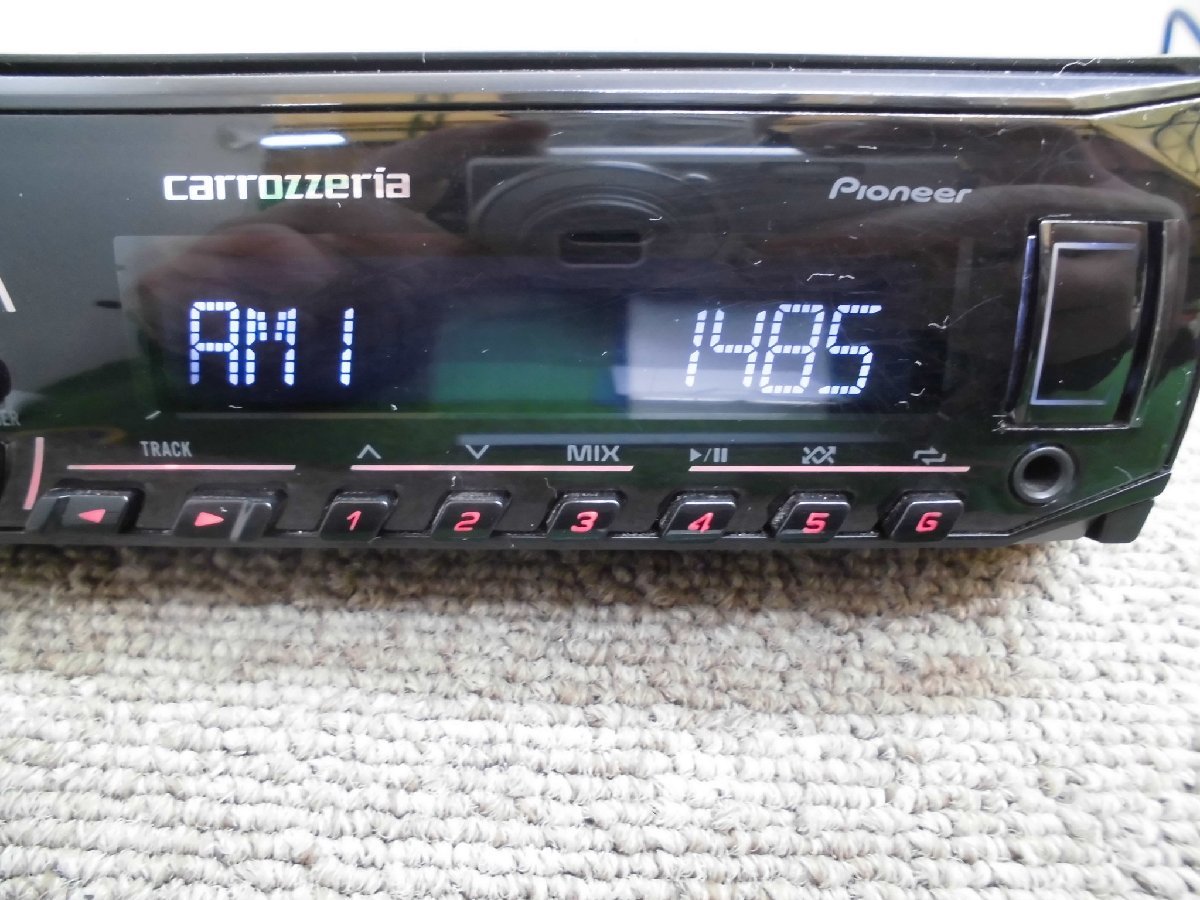 carrozzeria
Pioneer
AM 1 1485
TRACK MIX
1 2 3 4 5 6